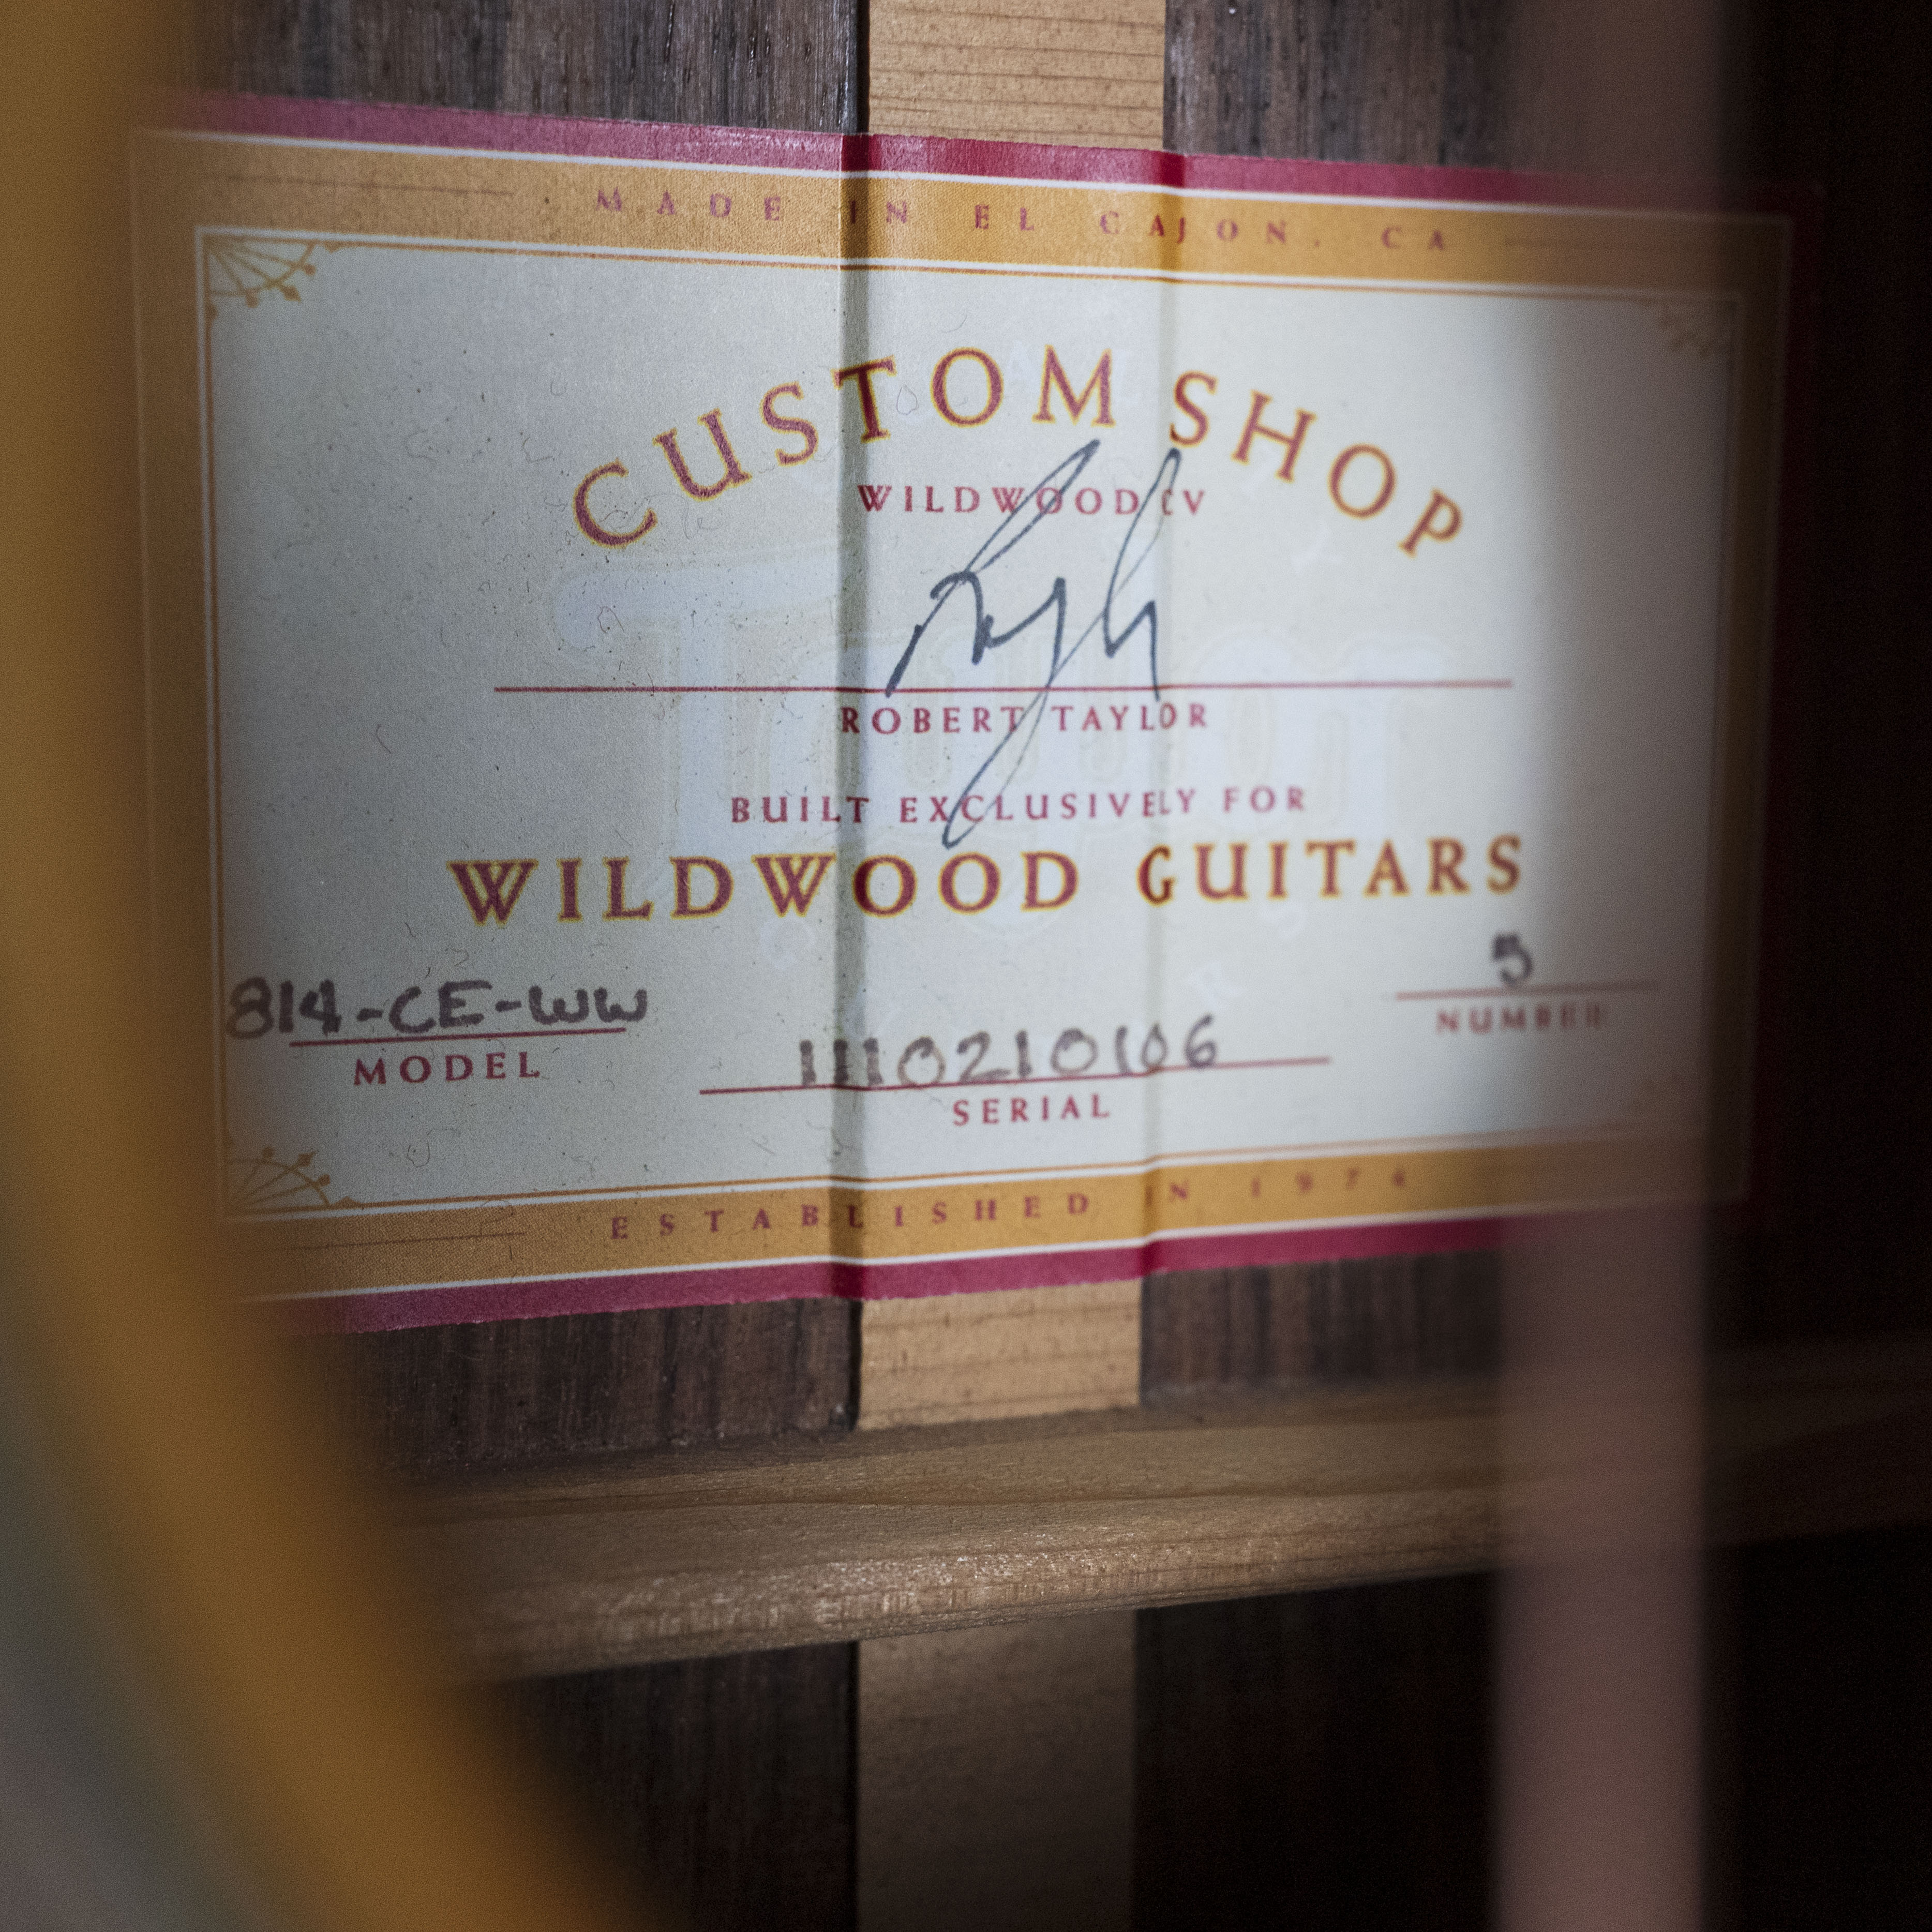 MADE IN EL CAJON, CA
CUSTOM SHOP
WILDWOOD CV
ROBERT TAYLOR
BUILT EXCLUSIVELY FOR
WILDWOOD GUITARS
5
NUMBER
814-CE-WW
MODEL
1110210106
SERIAL
ESTABLISHED IN 1974